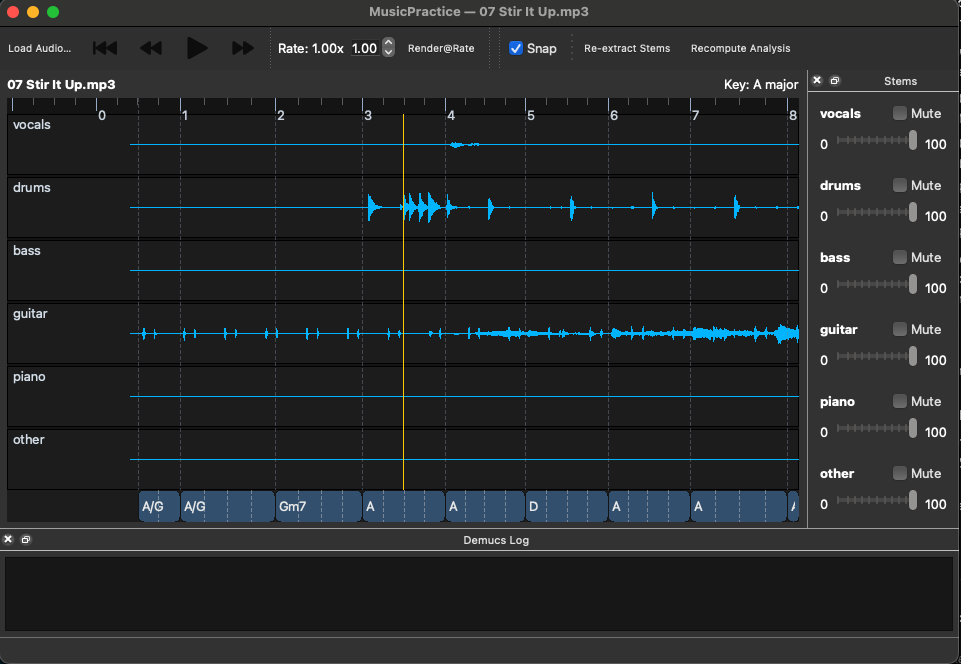 MusicPractice — 07 Stir It Up.mp3
Load Audio... Rate: 1.00x 1.00 Render@Rate Snap Re-extract Stems Recompute Analysis
07 Stir It Up.mp3 Key: A major
0 1 2 3 4 5 6 7 8
vocals
drums
bass
guitar
piano
other
A/G A/G Gm7 A A D A A A
Stems
vocals Mute
0 100
drums Mute
0 100
bass Mute
0 100
guitar Mute
0 100
piano Mute
0 100
other Mute
0 100
Demucs Log